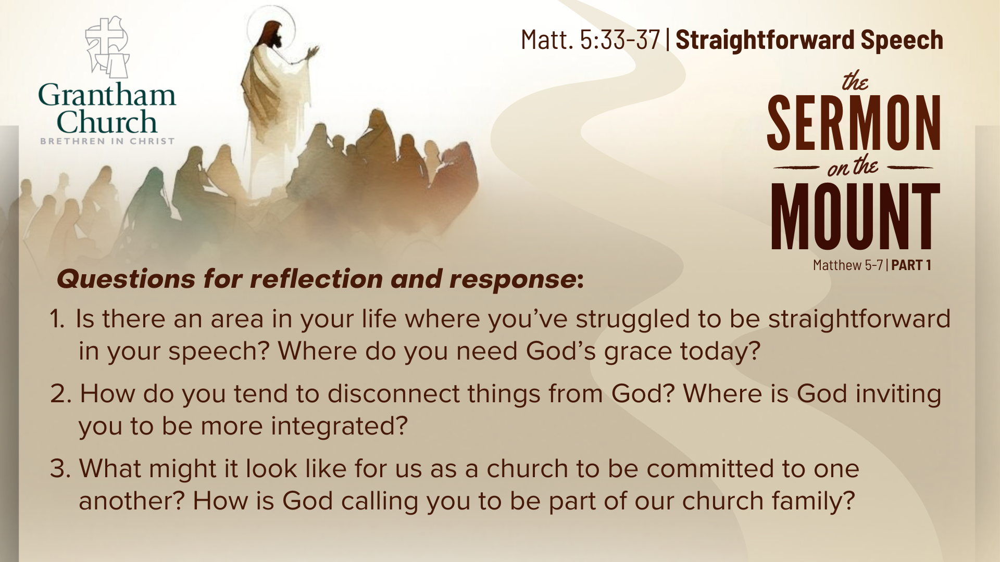 Grantham
Church
BRETHREN IN CHRIST
Matt. 5:33-37 | Straightforward Speech
the
SERMON
on the
MOUNT
Matthew 5-7 | PART 1
Questions for reflection and response:
1. Is there an area in your life where you’ve struggled to be straightforward
in your speech? Where do you need God’s grace today?
2. How do you tend to disconnect things from God? Where is God inviting
you to be more integrated?
3. What might it look like for us as a church to be committed to one
another? How is God calling you to be part of our church family?